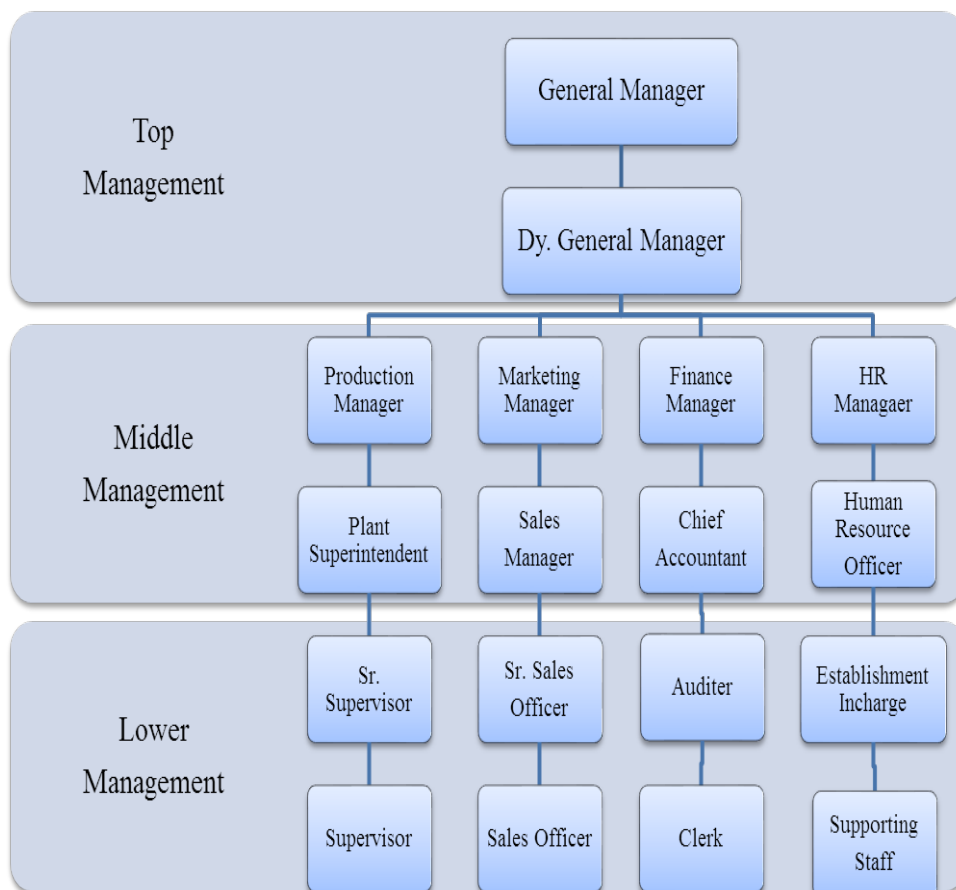 Top
Management
General Manager
Dy. General Manager
Middle
Management
Production
Manager
Marketing
Manager
Finance
Manager
HR
Managaer
Plant
Superintendent
Sales
Manager
Chief
Accountant
Human
Resource
Officer
Lower
Management
Sr.
Supervisor
Sr. Sales
Officer
Auditer
Establishment
Incharge
Supervisor
Sales Officer
Clerk
Supporting
Staff